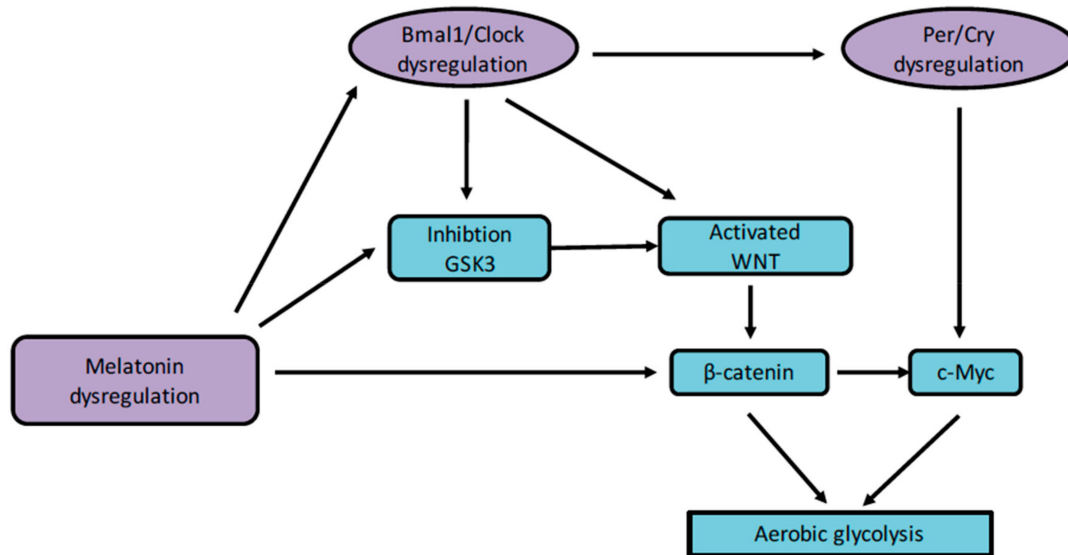 Bmal1/Clock
dysregulation
Per/Cry
dysregulation
Inhibtion
GSK3
Activated
WNT
Melatonin
dysregulation
β-catenin
c-Myc
Aerobic glycolysis